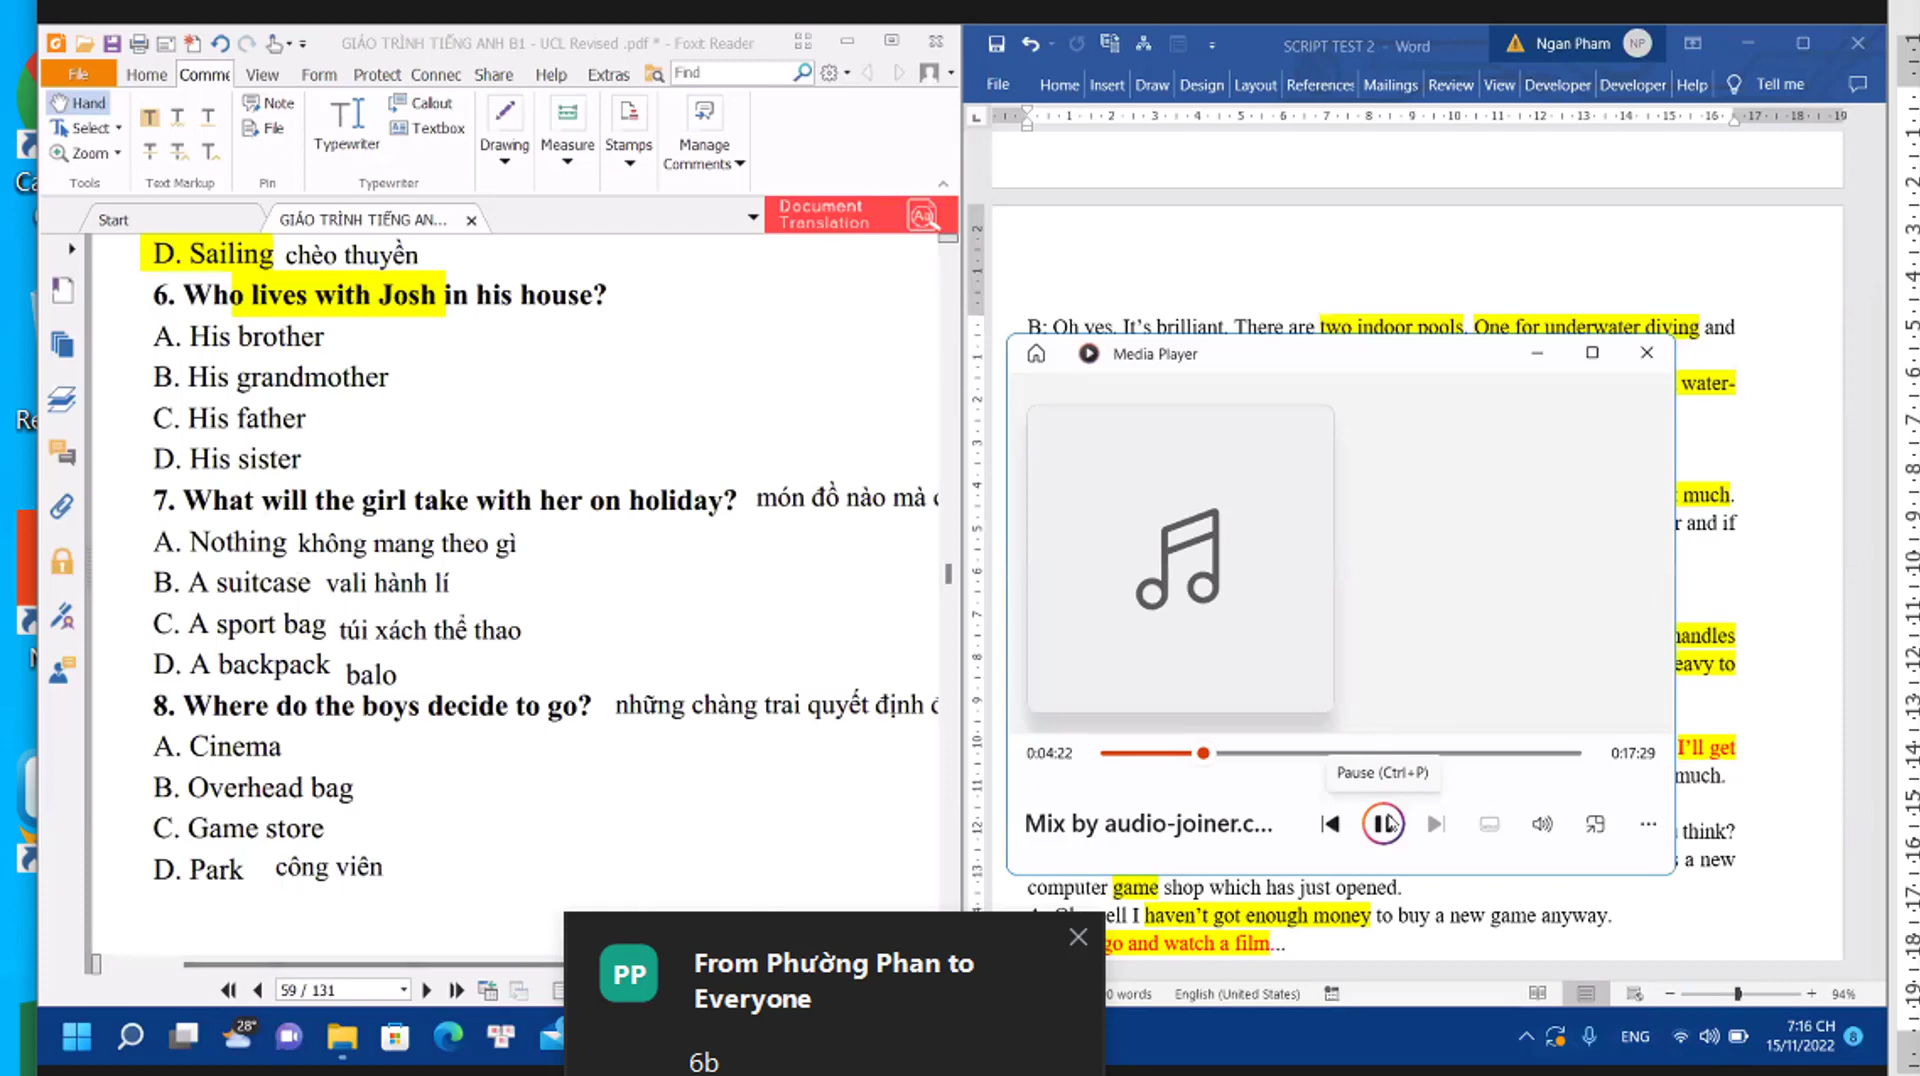 GIÁO TRÌNH TIẾNG ANH B1 - UCL Revised .pdf * - Foxit Reader
File Home Comme View Form Protect Connec Share Help Extras Find
Hand
Select
Zoom
Tools
Text Markup
Note
File
Pin
Typewriter
Callout
Textbox
Typewriter
Drawing
Measure
Stamps
Manage
Comments
Start
GIÁO TRÌNH TIẾNG AN...
Document
Translation
D. Sailing chèo thuyền
6. Who lives with Josh in his house?
A. His brother
B. His grandmother
C. His father
D. His sister
7. What will the girl take with her on holiday? món đồ nào mà
A. Nothing không mang theo gì
B. A suitcase vali hành lí
C. A sport bag túi xách thể thao
D. A backpack balo
8. Where do the boys decide to go? những chàng trai quyết định
A. Cinema
B. Overhead bag
C. Game store
D. Park công viên
59 / 131
SCRIPT TEST 2 - Word
Ngan Pham NP
File Home Insert Draw Design Layout References Mailings Review View Developer Developer Help Tell me
B: Oh yes. It's brilliant. There are two indoor pools. One for underwater diving and
water-
much.
and if
handles
to
I'll get
much.
think?
a new
computer game shop which has just opened.
I haven't got enough money to buy a new game anyway.
go and watch a film...
Media Player
0:04:22
0:17:29
Pause (Ctrl+P)
Mix by audio-joiner.c...
words English (United States) 94%
PP
From Phường Phan to
Everyone
6b
28°
ENG
7:16 CH
15/11/2022
8